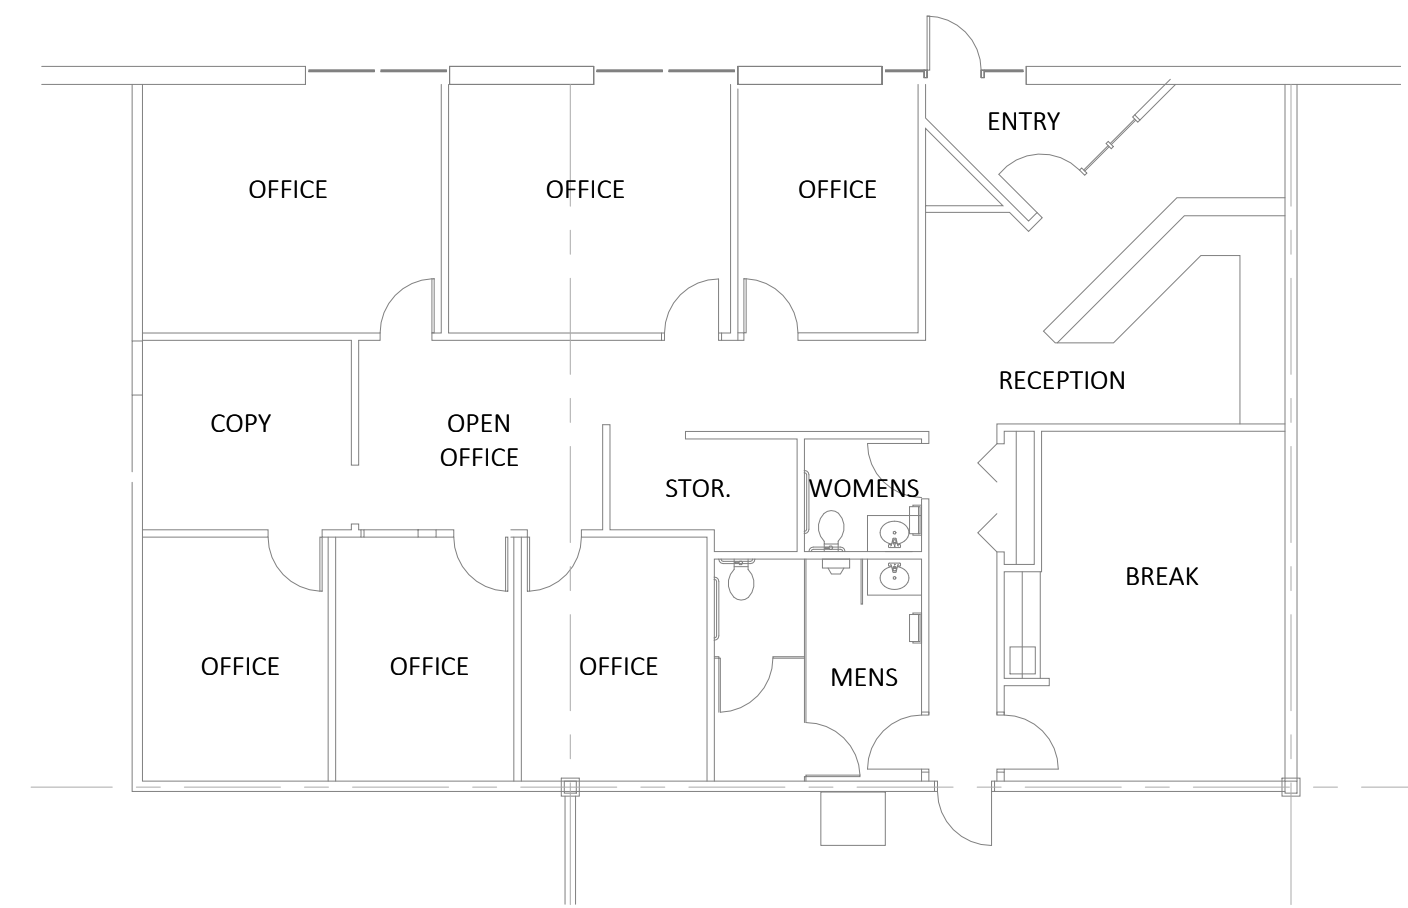 ENTRY
OFFICE
OFFICE
OFFICE
RECEPTION
COPY
OPEN
OFFICE
STOR.
WOMENS
BREAK
OFFICE
OFFICE
OFFICE
MENS